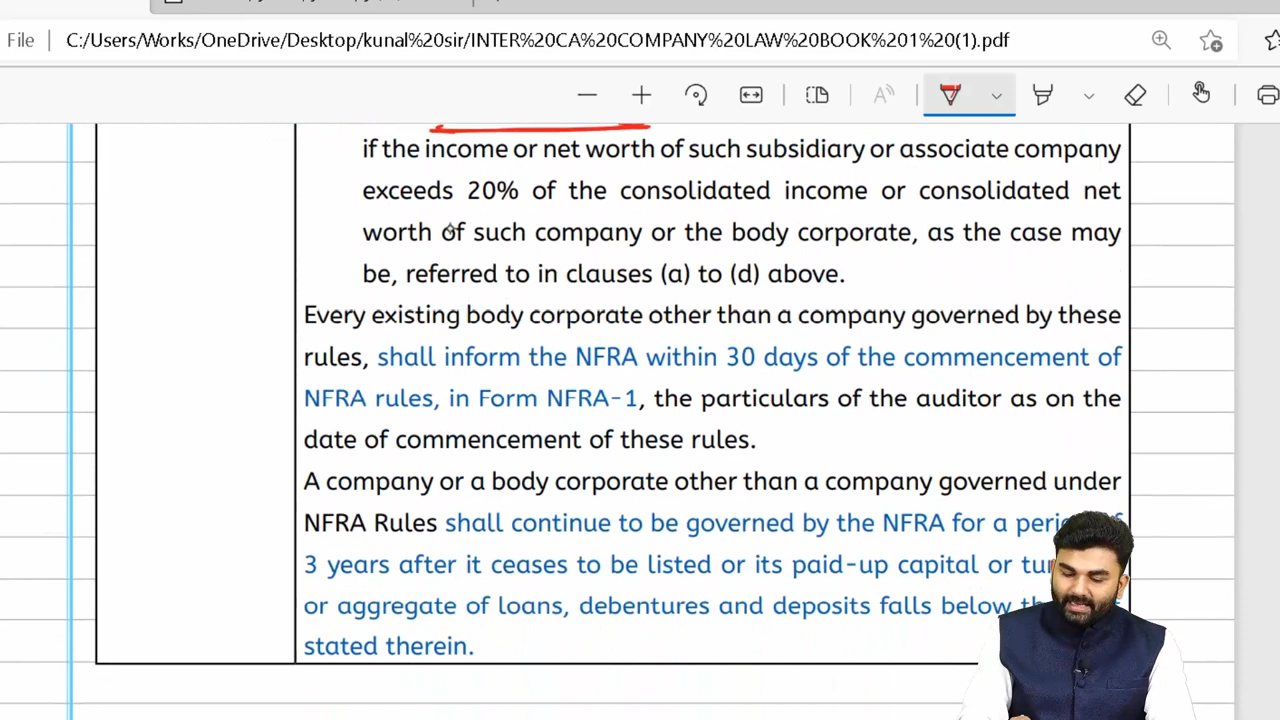 File
C:/Users/Works/OneDrive/Desktop/kunal%20sir/INTER%20CA%20COMPANY%20LAW%20BOOK%201%20(1).pdf
if the income or net worth of such subsidiary or associate company
exceeds 20% of the consolidated income or consolidated net
worth of such company or the body corporate, as the case may
be, referred to in clauses (a) to (d) above.
Every existing body corporate other than a company governed by these
rules, shall inform the NFRA within 30 days of the commencement of
NFRA rules, in Form NFRA-1, the particulars of the auditor as on the
date of commencement of these rules.
A company or a body corporate other than a company governed under
NFRA Rules shall continue to be governed by the NFRA for a
3 years after it ceases to be listed or its paid-up capital or
or aggregate of loans, debentures and deposits falls below
stated therein.